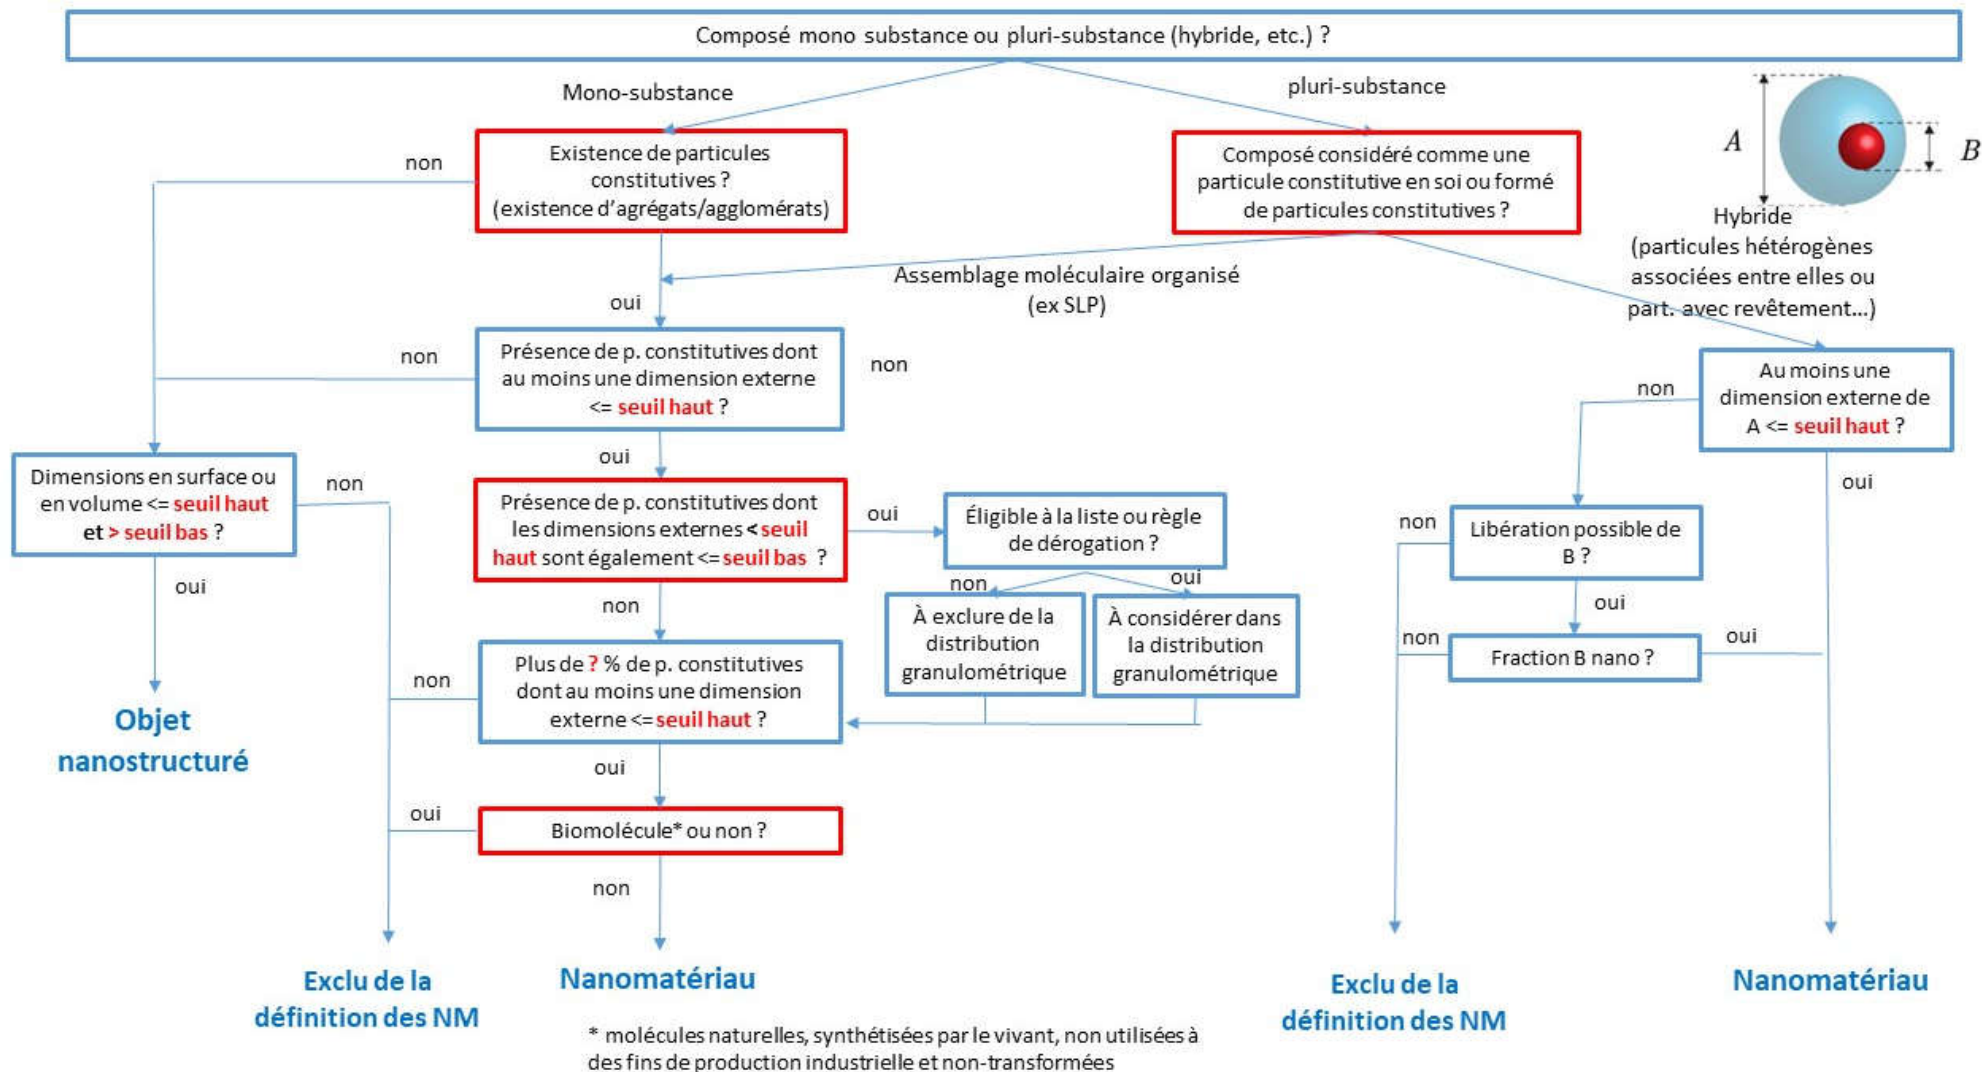 Composé mono substance ou pluri-substance (hybride, etc.) ?
Mono-substance
pluri-substance
non
Existence de particules
constitutives ?
(existence d'agrégats/agglomérats)
Composé considéré comme une
particule constitutive en soi ou formé
de particules constitutives ?
A
B
Hybride
(particules hétérogènes
associées entre elles ou
part. avec revêtement...)
Assemblage moléculaire organisé
(ex SLP)
oui
non
Présence de p. constitutives dont
au moins une dimension externe
<= seuil haut ?
non
non
Au moins une
dimension externe de
A <= seuil haut ?
oui
oui
Dimensions en surface ou
en volume <= seuil haut
et > seuil bas ?
non
Présence de p. constitutives dont
les dimensions externes < seuil
haut sont également <= seuil bas ?
oui
Éligible à la liste ou règle
de dérogation ?
non
Libération possible de
B ?
oui
non
non
oui
oui
À exclure de la
distribution
granulométrique
À considérer dans
la distribution
granulométrique
non
Fraction B nano ?
oui
non
Plus de ? % de p. constitutives
dont au moins une dimension
externe <= seuil haut ?
Objet
nanostructuré
oui
oui
Biomolécule* ou non ?
non
Exclu de la
définition des NM
Nanomatériau
Exclu de la
définition des NM
Nanomatériau
* molécules naturelles, synthétisées par le vivant, non utilisées à
des fins de production industrielle et non-transformées